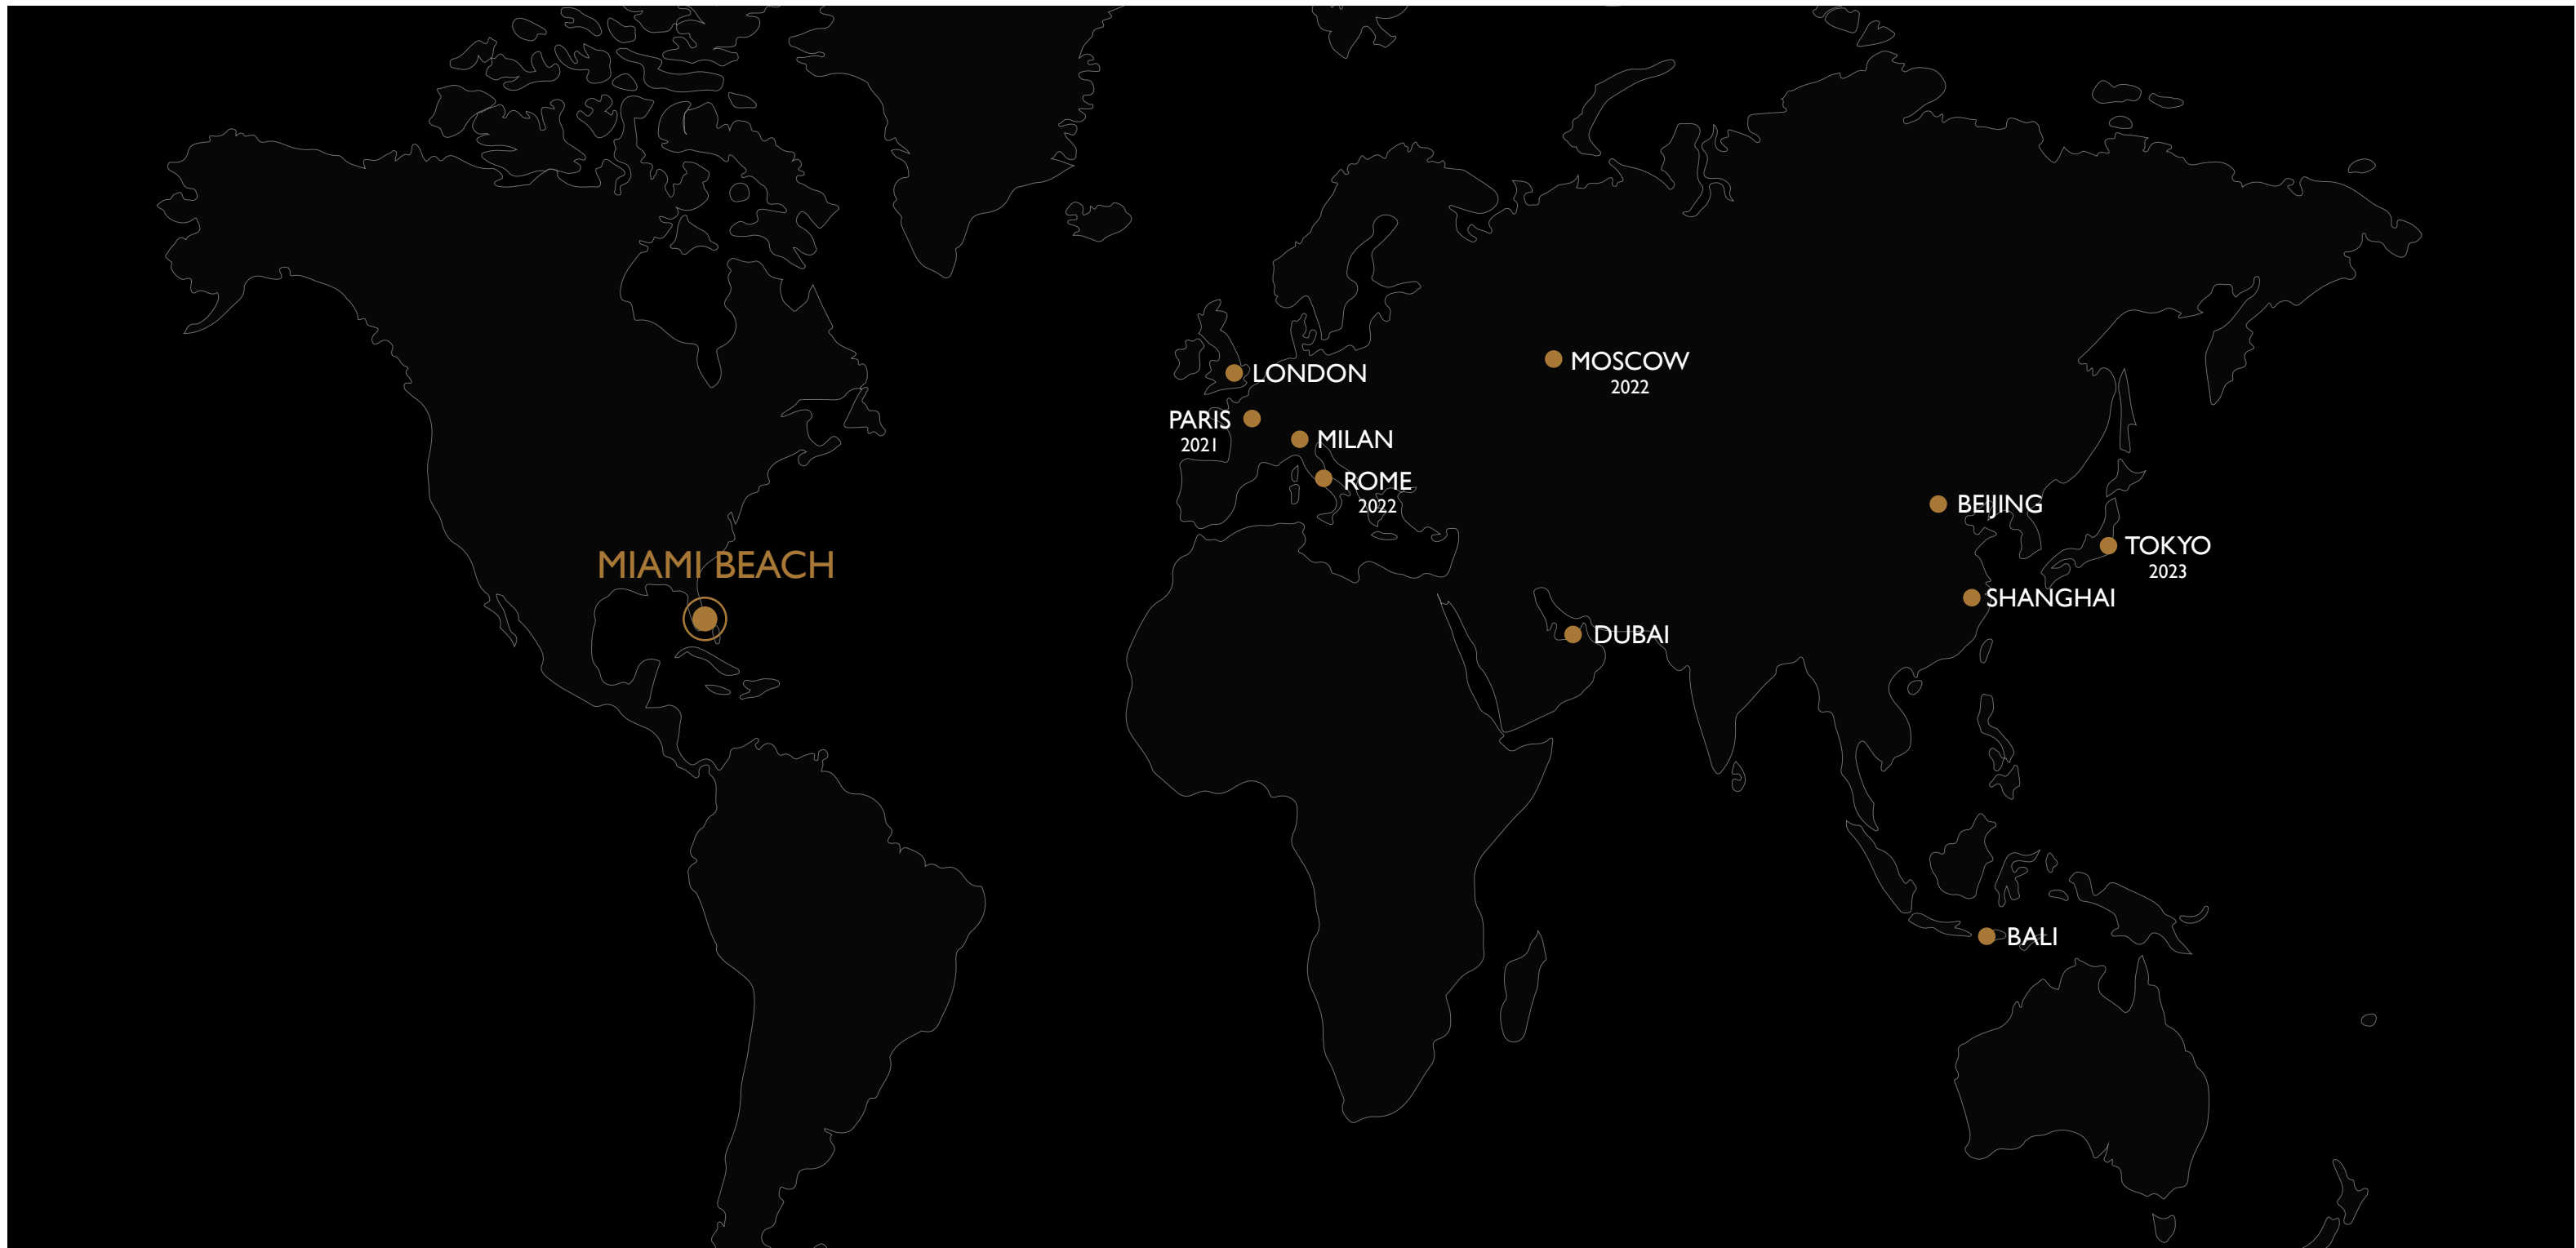 MOSCOW
2022
LONDON
PARIS
2021
MILAN
ROME
2022
BEIJING
TOKYO
2023
MIAMI BEACH
SHANGHAI
DUBAI
BALI